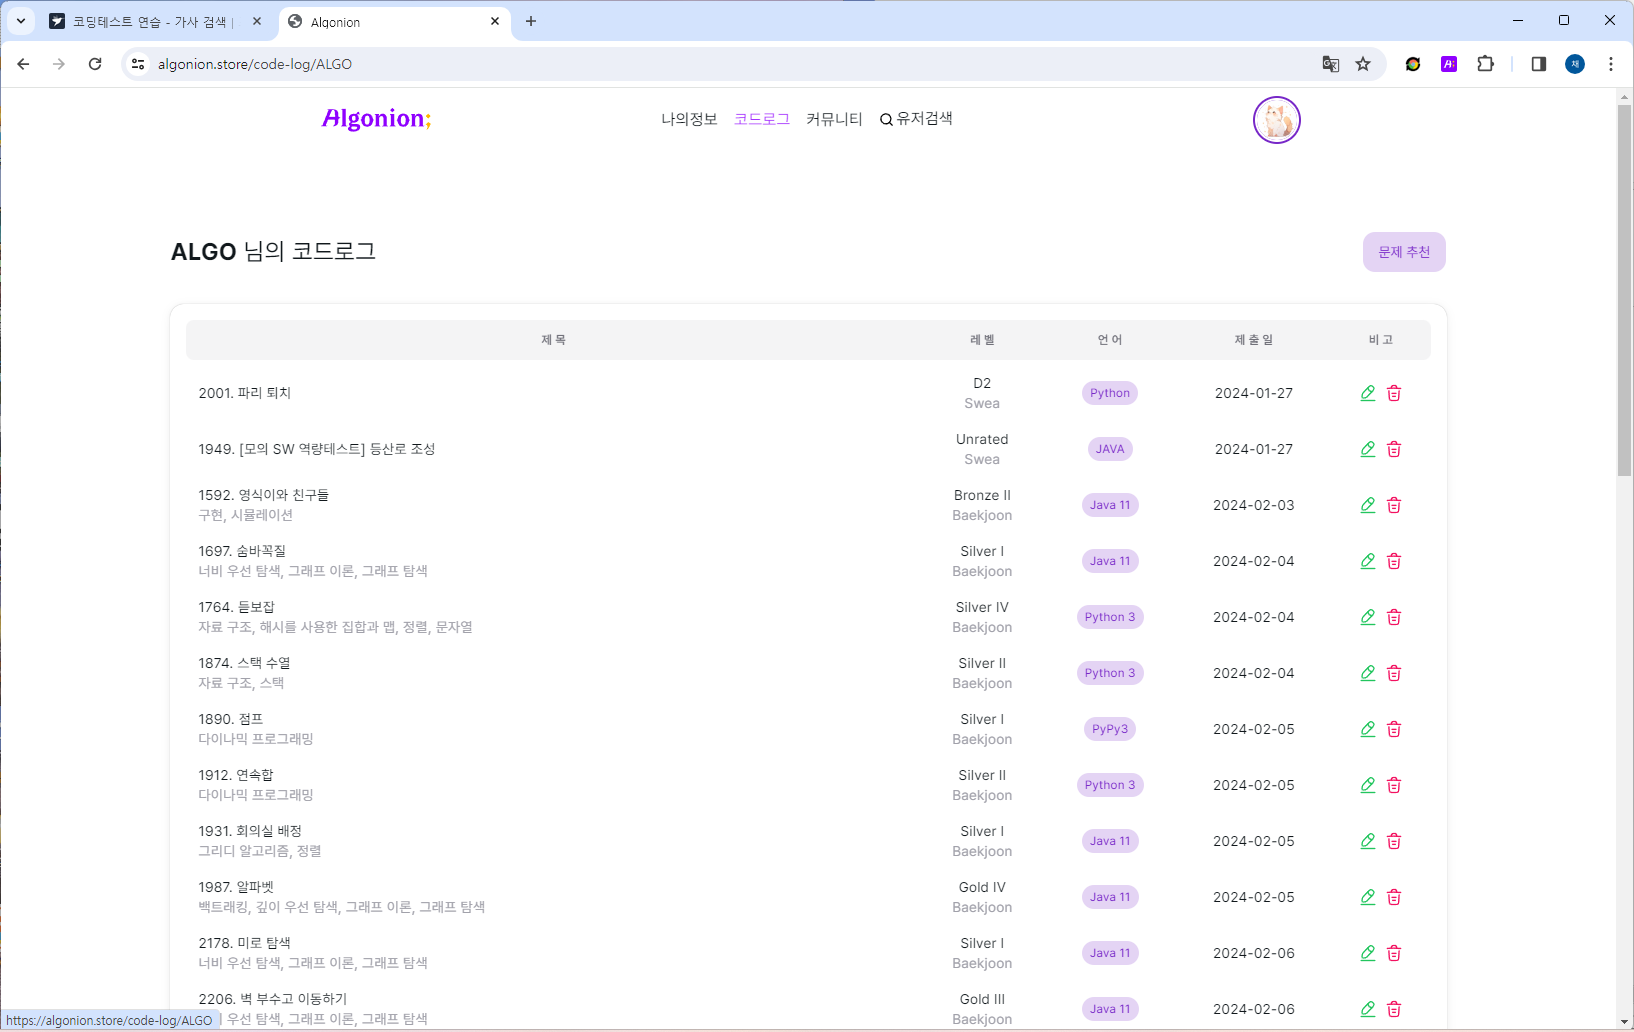 코딩테스트 연습 - 가사 검색 |
Algonion
algonion.store/code-log/ALGO
채
Algonion;
나의정보 코드로그 커뮤니티 유저검색
ALGO 님의 코드로그
문제 추천
제목 레벨 언어 제출일 비고
2001. 파리 퇴치 D2 Swea Python 2024-01-27
1949. [모의 SW 역량테스트] 등산로 조성 Unrated Swea JAVA 2024-01-27
1592. 영식이와 친구들 Bronze II Java 11 2024-02-03
구현, 시뮬레이션 Baekjoon
1697. 숨바꼭질 Silver I Java 11 2024-02-04
너비 우선 탐색, 그래프 이론, 그래프 탐색 Baekjoon
1764. 듣보잡 Silver IV Python 3 2024-02-04
자료 구조, 해시를 사용한 집합과 맵, 정렬, 문자열 Baekjoon
1874. 스택 수열 Silver II Python 3 2024-02-04
자료 구조, 스택 Baekjoon
1890. 점프 Silver I PyPy3 2024-02-05
다이나믹 프로그래밍 Baekjoon
1912. 연속합 Silver II Python 3 2024-02-05
다이나믹 프로그래밍 Baekjoon
1931. 회의실 배정 Silver I Java 11 2024-02-05
그리디 알고리즘, 정렬 Baekjoon
1987. 알파벳 Gold IV Java 11 2024-02-05
백트래킹, 깊이 우선 탐색, 그래프 이론, 그래프 탐색 Baekjoon
2178. 미로 탐색 Silver I Java 11 2024-02-06
너비 우선 탐색, 그래프 이론, 그래프 탐색 Baekjoon
2206. 벽 부수고 이동하기 Gold III Java 11 2024-02-06
우선 탐색, 그래프 이론, 그래프 탐색 Baekjoon
https://algonion.store/code-log/ALGO